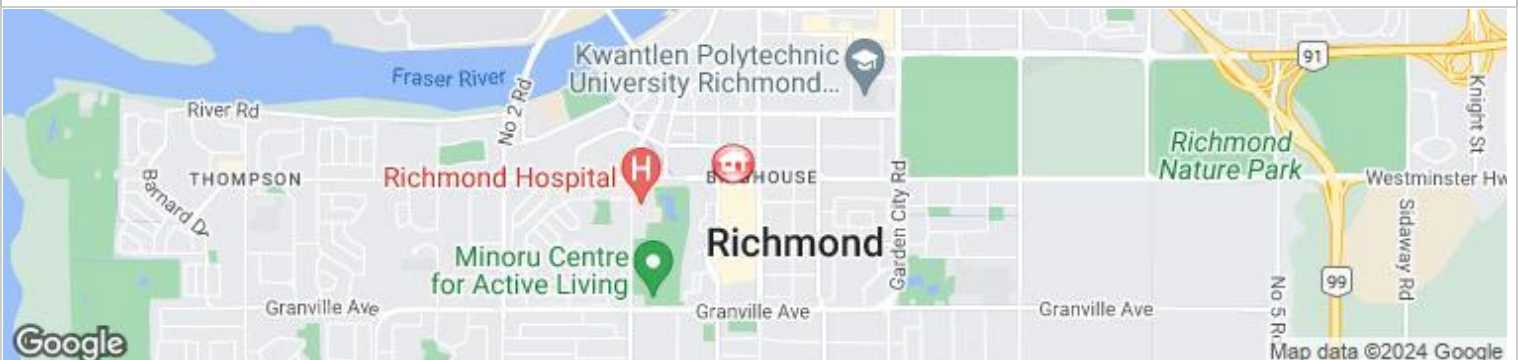 Kwantlen Polytechnic
University Richmond...
91
Fraser River
River Rd
No 2 Rd
Knight St
Richmond
Nature Park
THOMPSON
Richmond Hospital
H
Westminster Hw
Barnard Dr
Garden City Rd
Sidaway Rd
Richmond
Minoru Centre
for Active Living
99
No 5 Rd
Granville Ave
Granville Ave
Granville Ave
Google
Map data ©2024 Google